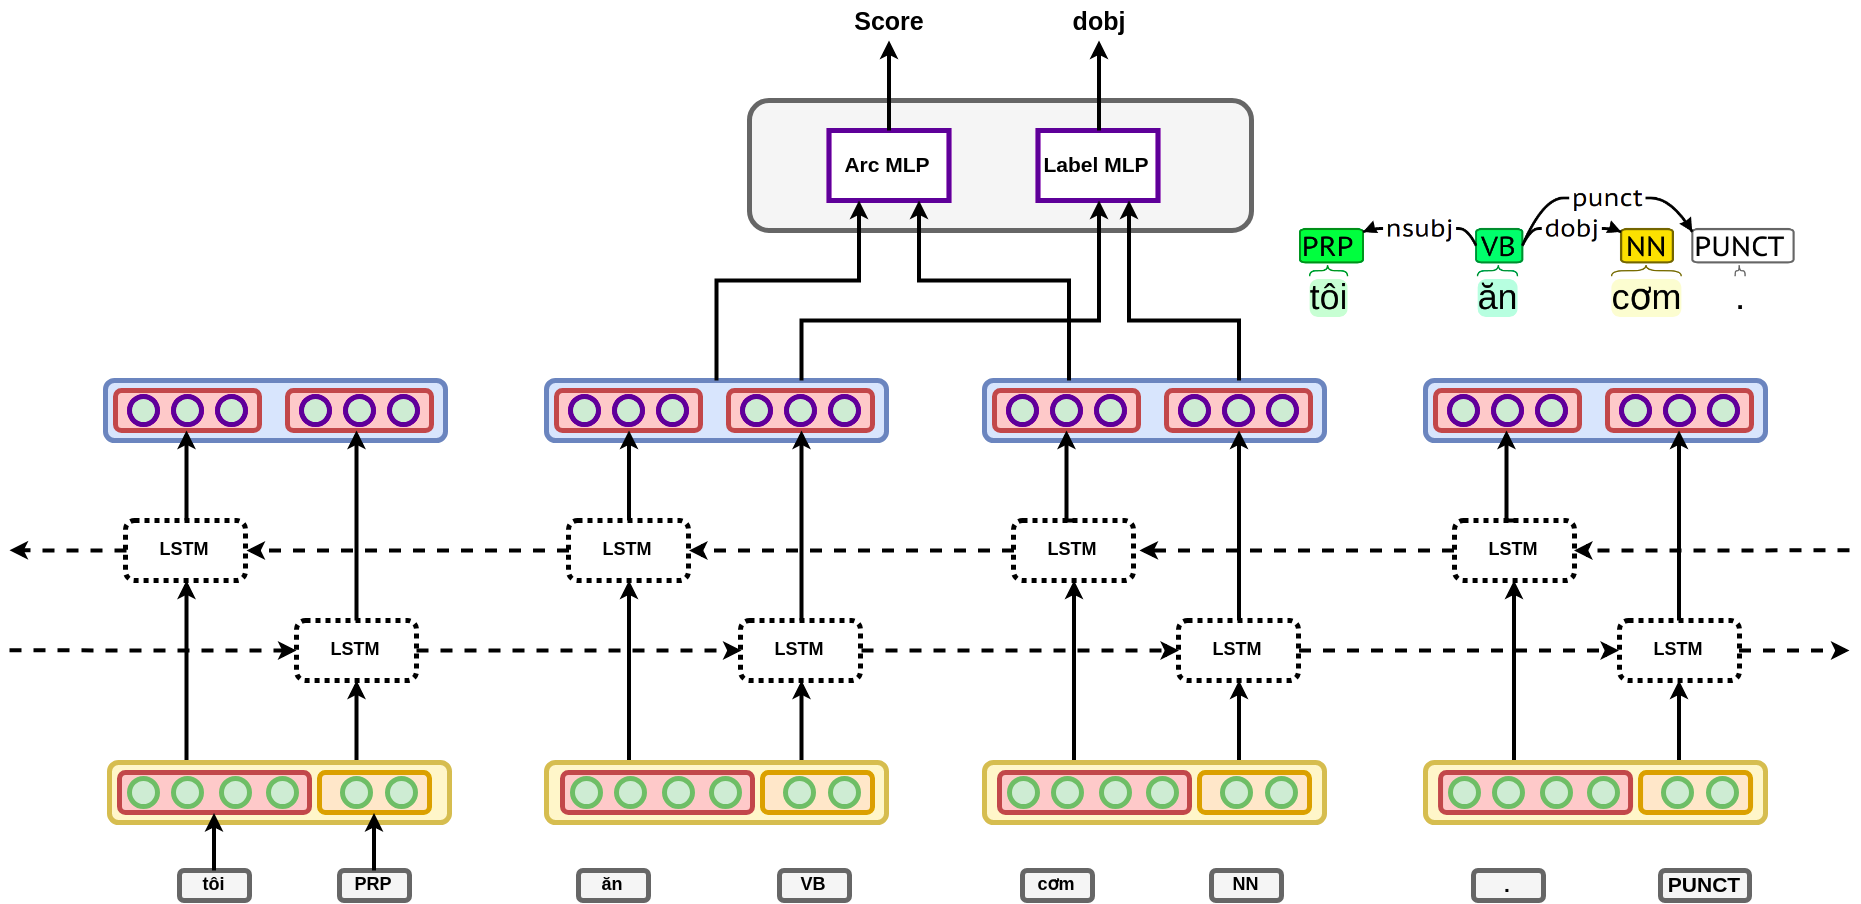 Score dobj
Arc MLP Label MLP
punct
nsubj dobj
PRP VB NN PUNCT
tôi ăn cơm .
LSTM LSTM LSTM LSTM
LSTM LSTM LSTM LSTM
tôi PRP ăn VB cơm NN . PUNCT